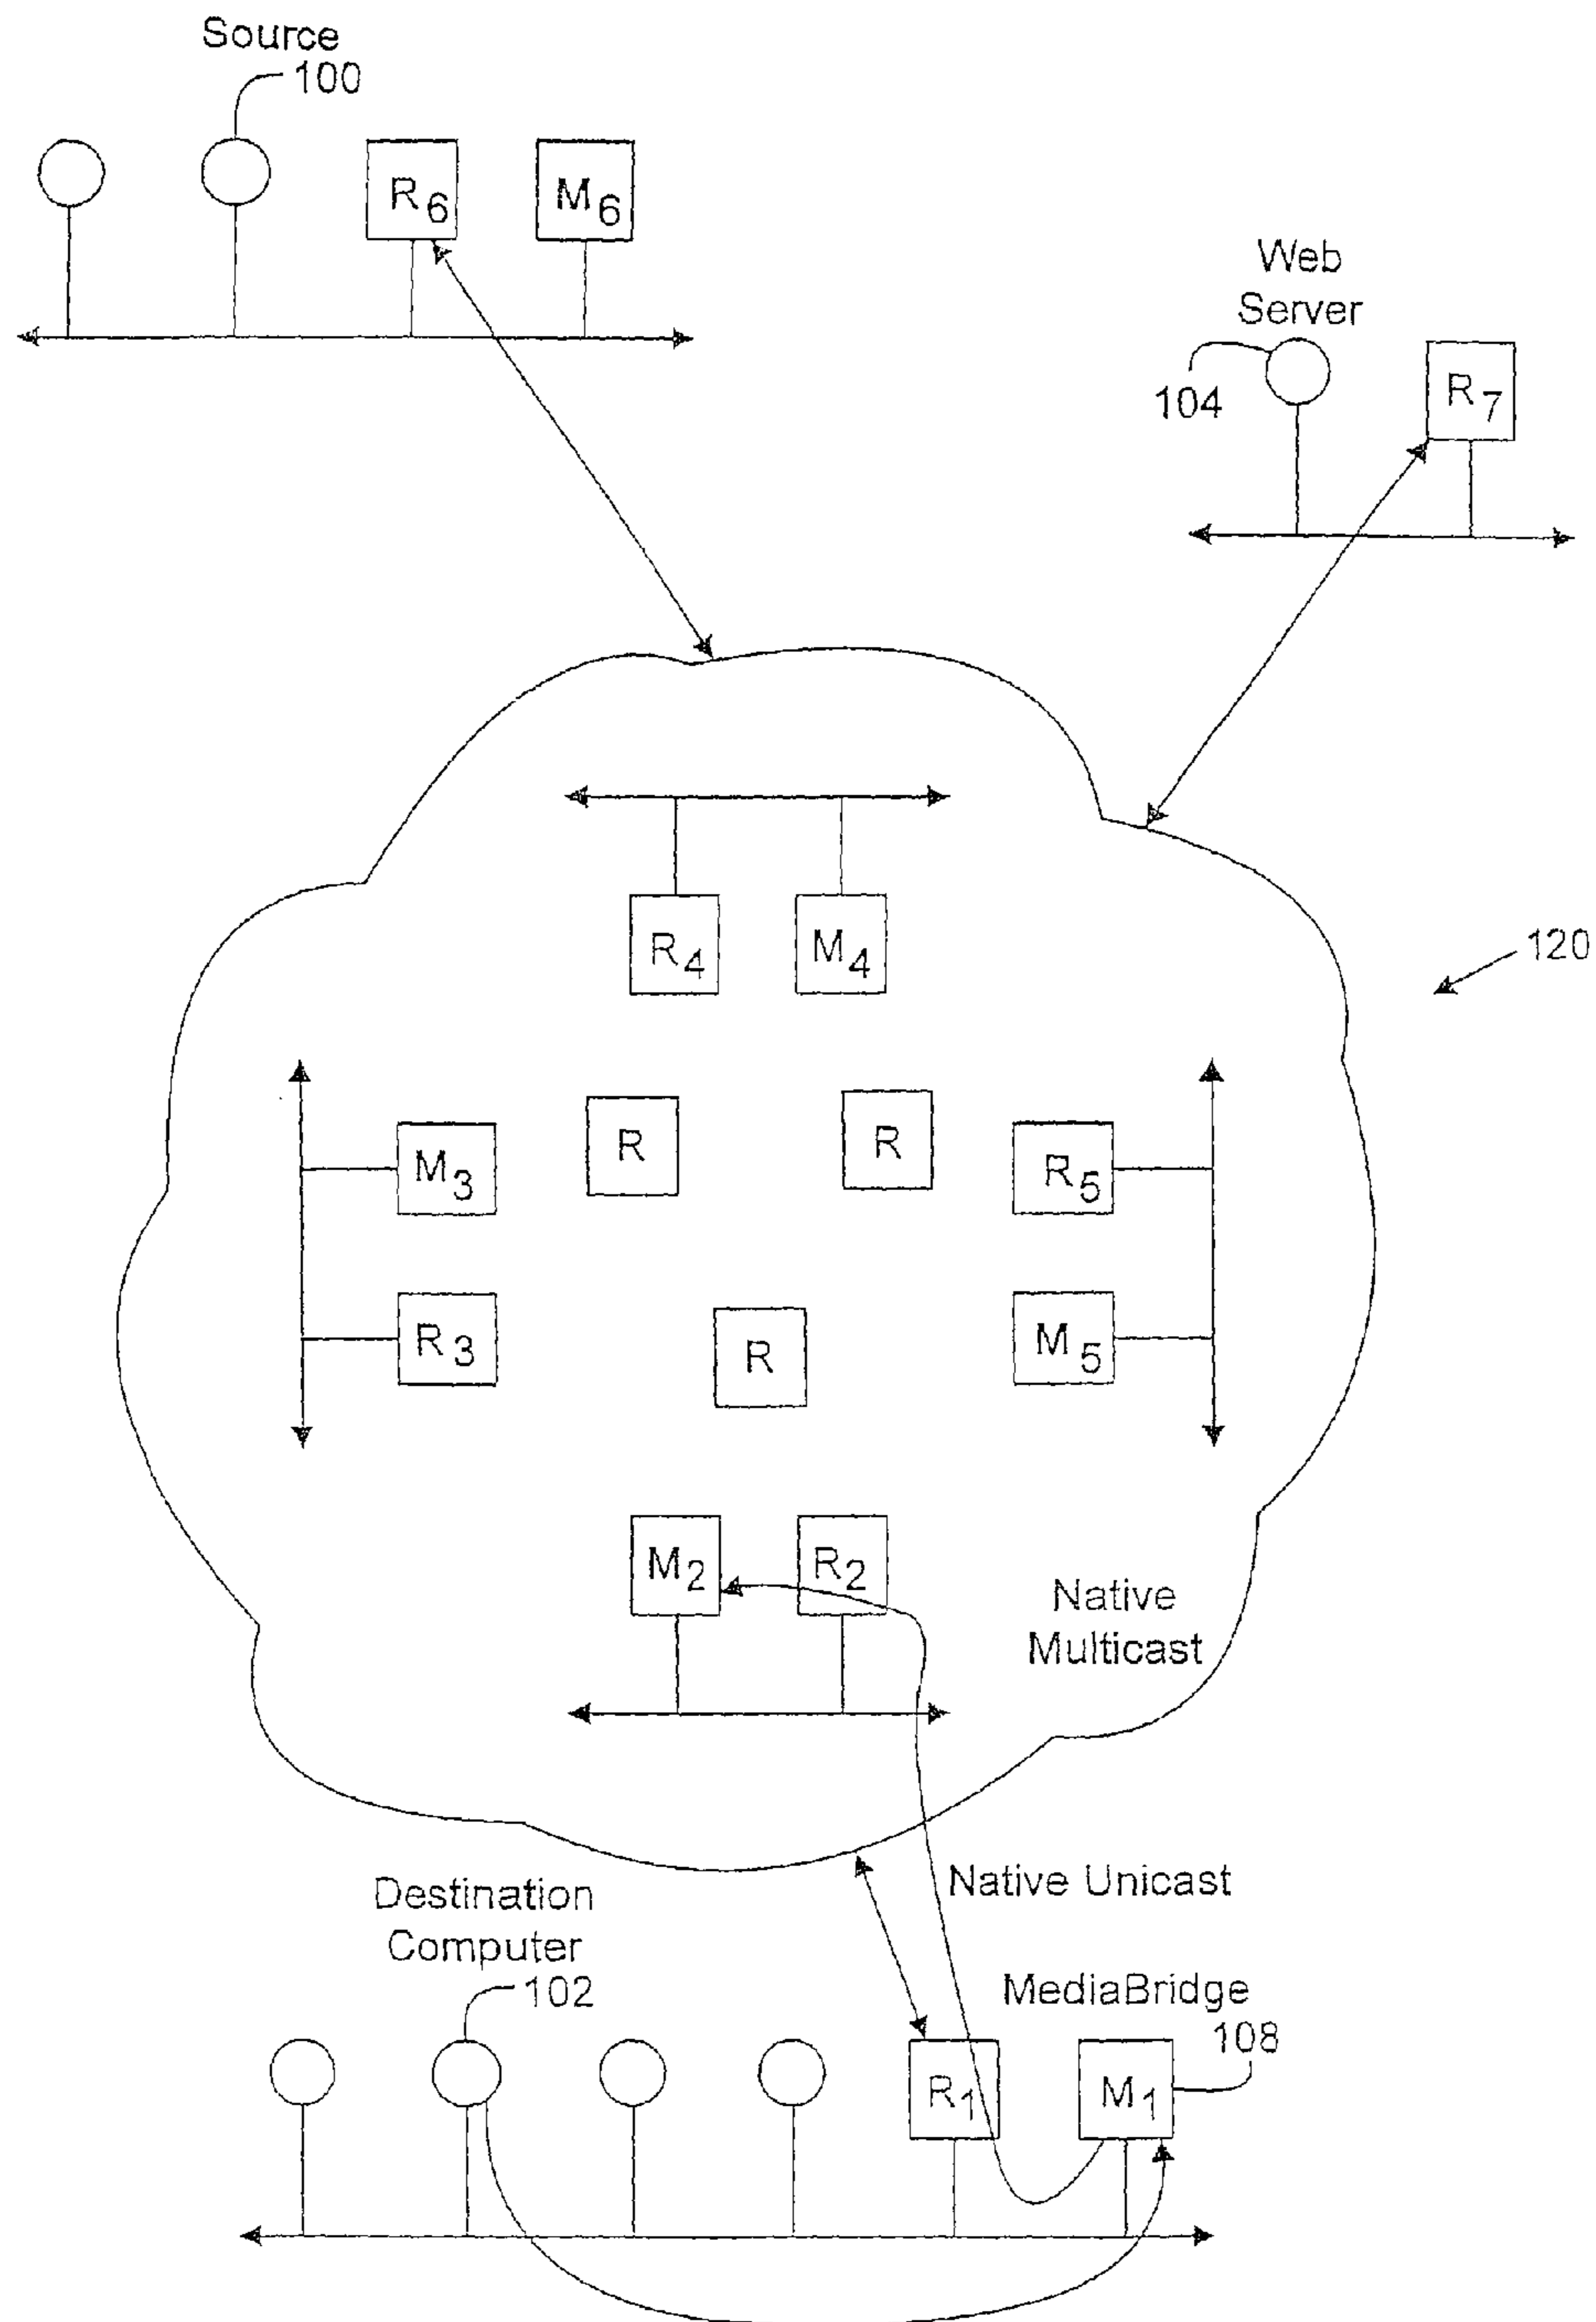 Source
100
R6
M6
Web
Server
104
R7
R4
M4
120
M3
R
R
R5
R3
R
M5
M2
R2
Native
Multicast
Native Unicast
Destination
Computer
102
MediaBridge
108
R1
M1